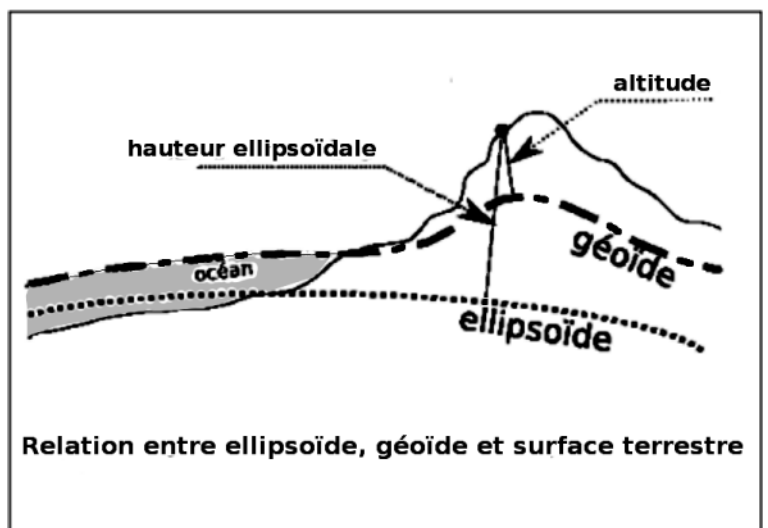 altitude
hauteur ellipsoïdale
géoïde
océan
ellipsoïde
Relation entre ellipsoïde, géoïde et surface terrestre